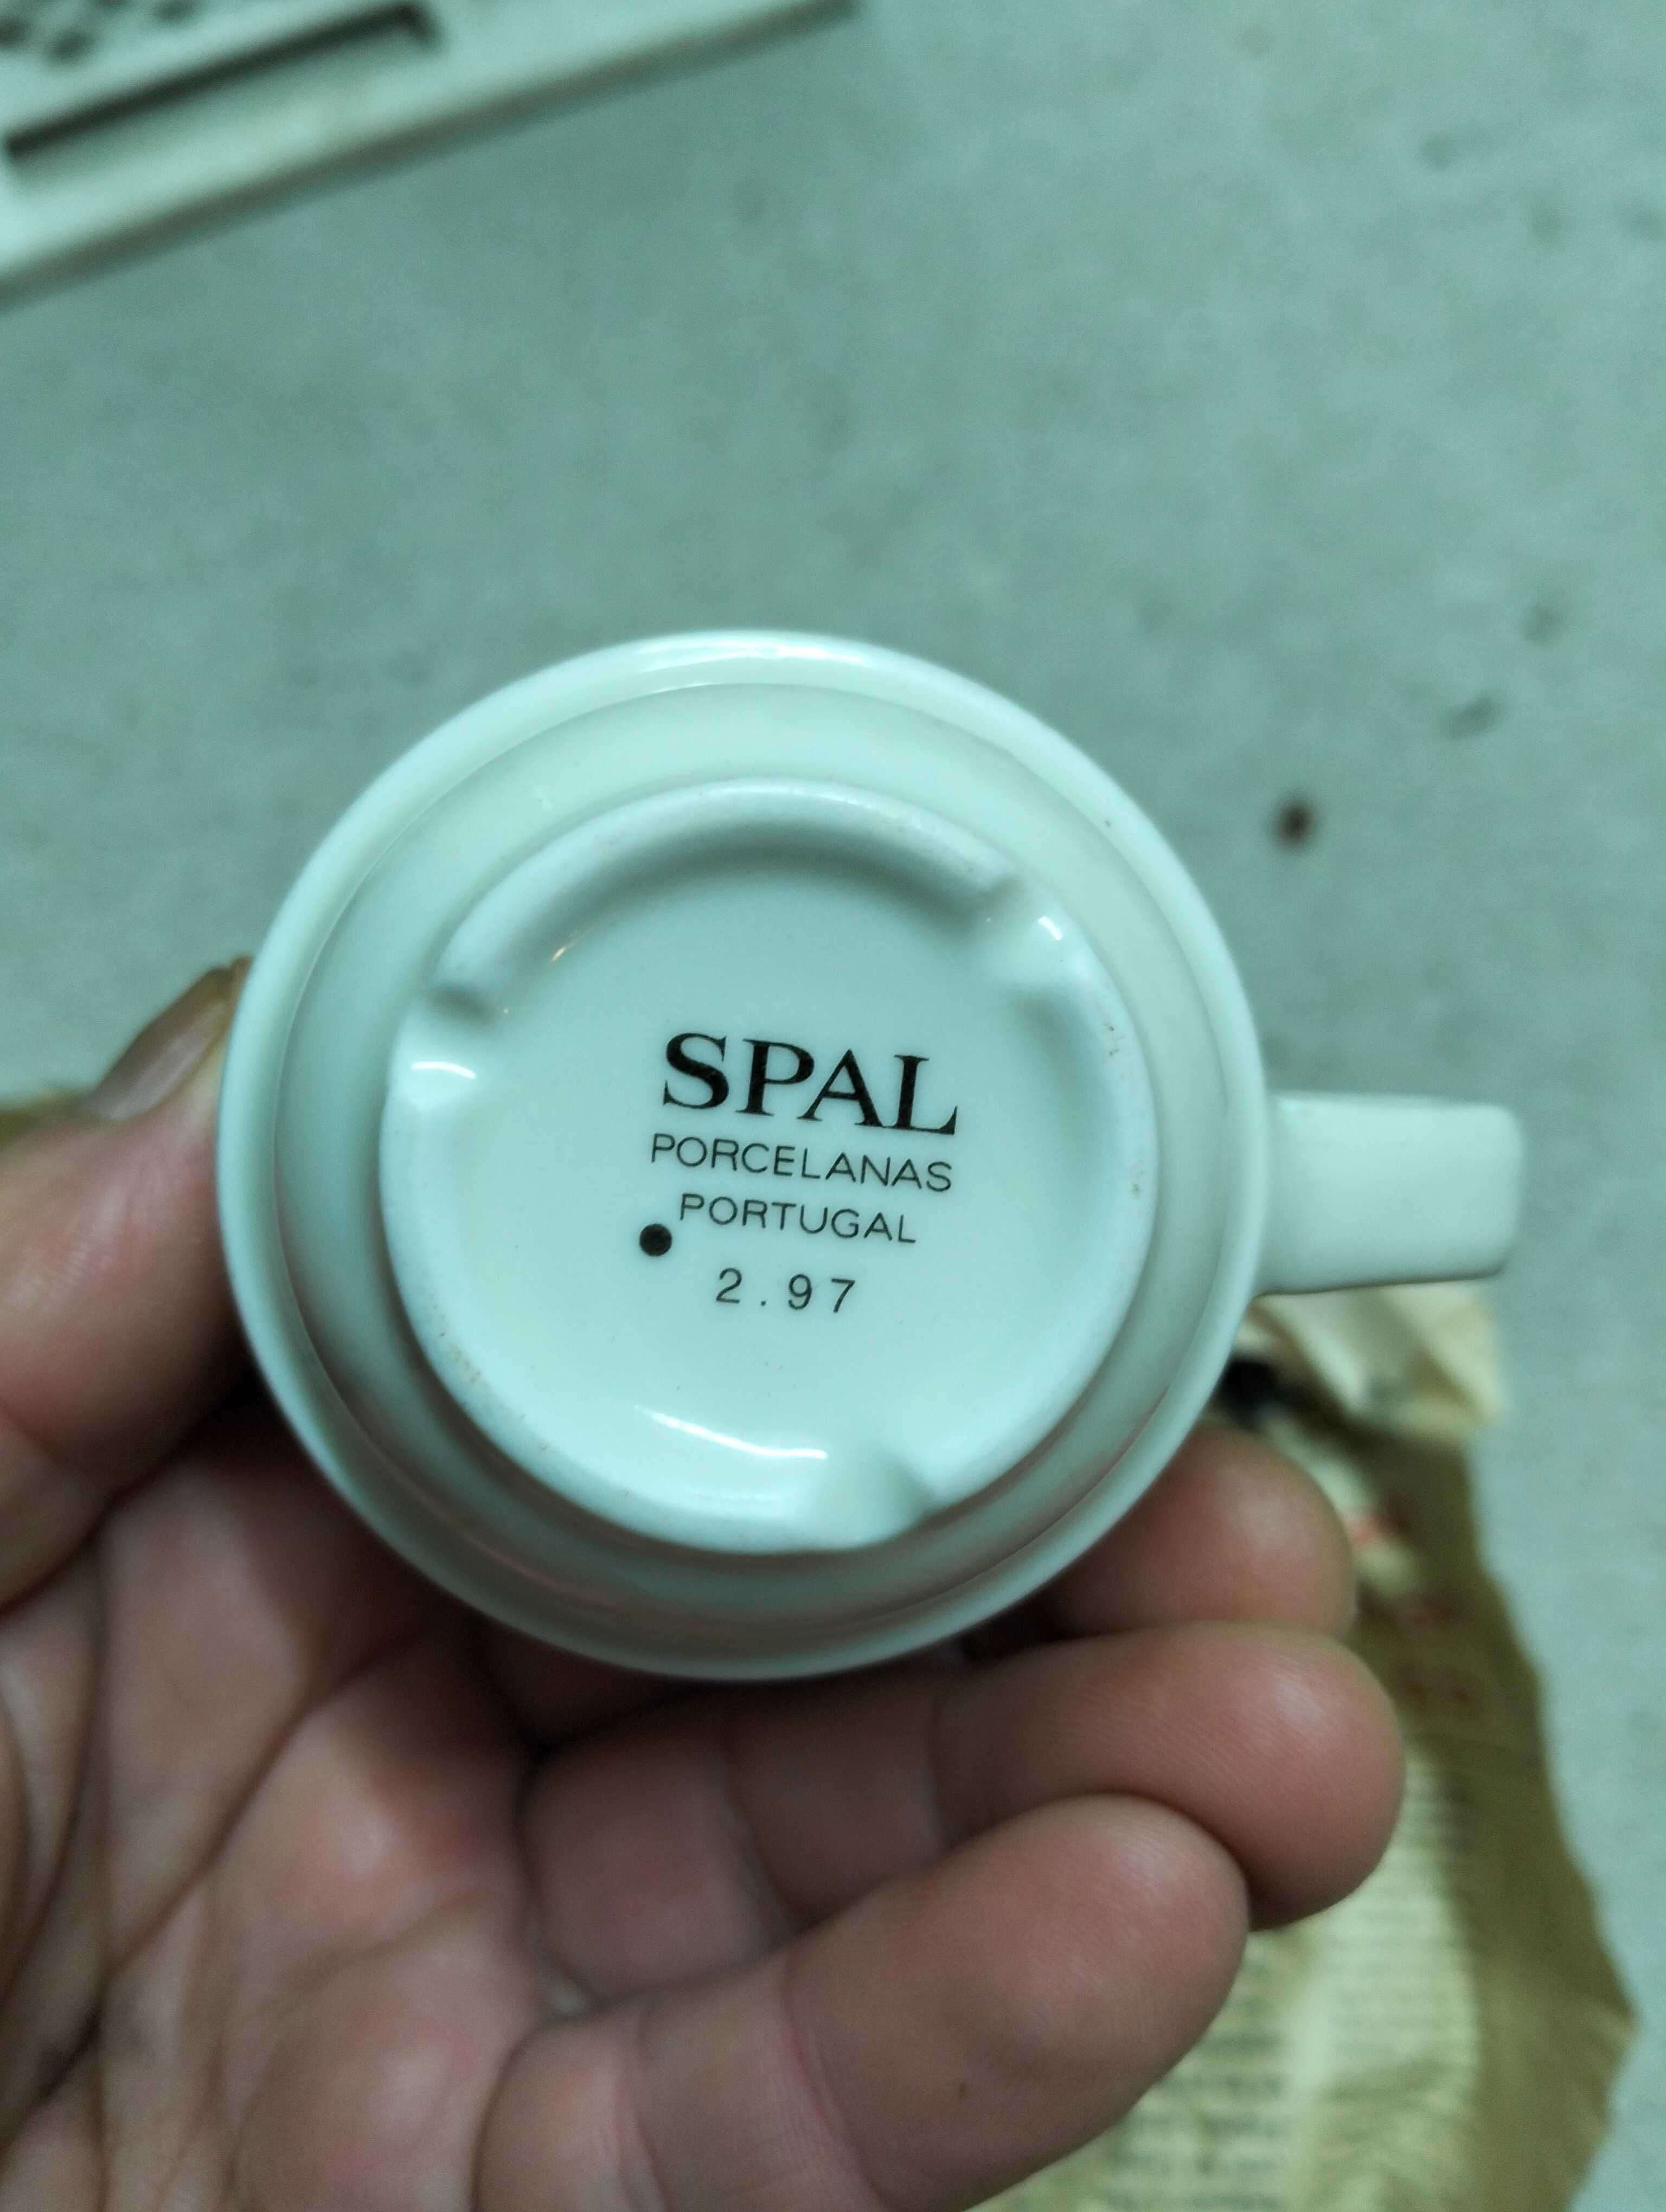 SPAL
PORCELANAS
PORTUGAL
2.97